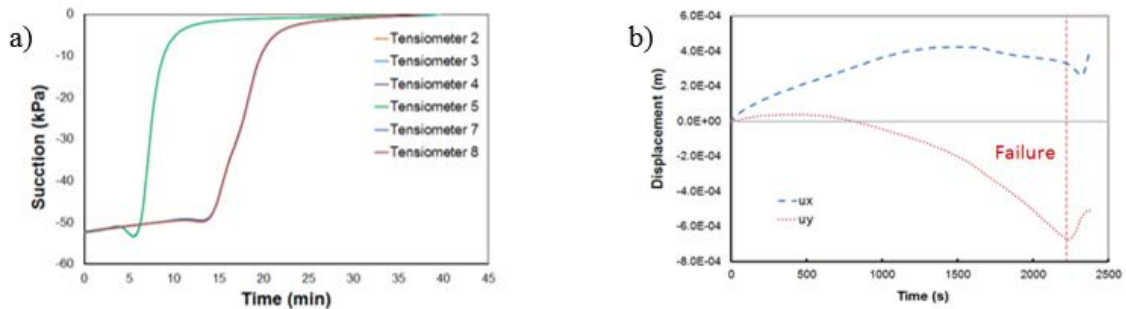 a)
Sucction (kPa)
0
-10
-20
-30
-40
-50
-60
0 5 10 15 20 25 30 35 40 45
Time (min)
Tensiometer 2
Tensiometer 3
Tensiometer 4
Tensiometer 5
Tensiometer 7
Tensiometer 8
b)
Displacement (m)
6.0E-04
4.0E-04
2.0E-04
0.0E+00
-2.0E-04
-4.0E-04
-6.0E-04
-8.0E-04
Failure
ux
uy
0 500 1000 1500 2000 2500
Time (s)